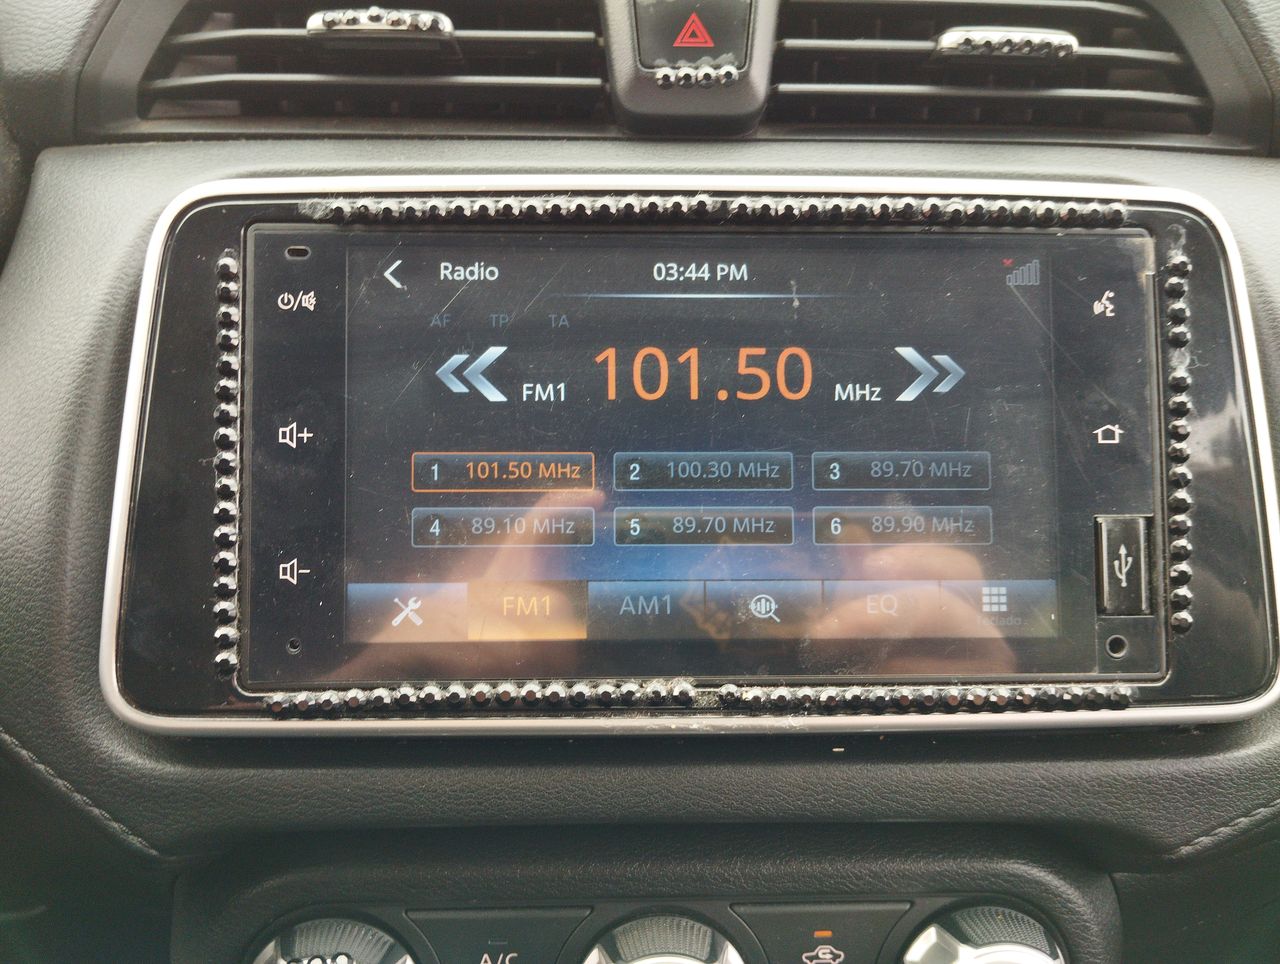 Radio 03:44 PM
AF TP TA
FM1 101.50 MHz
1 101.50 MHz 2 100.30 MHz 3 89.70 MHz
4 89.10 MHz 5 89.70 MHz 6 89.90 MHz
FM1 AM1 EQ
Teclado
A/C